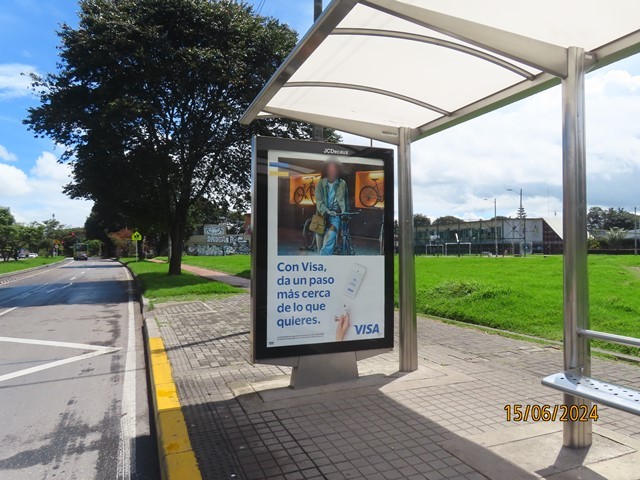 JCDecaux
Con Visa,
da un paso
más cerca
de lo que
quieres.
VISA
15/06/2024